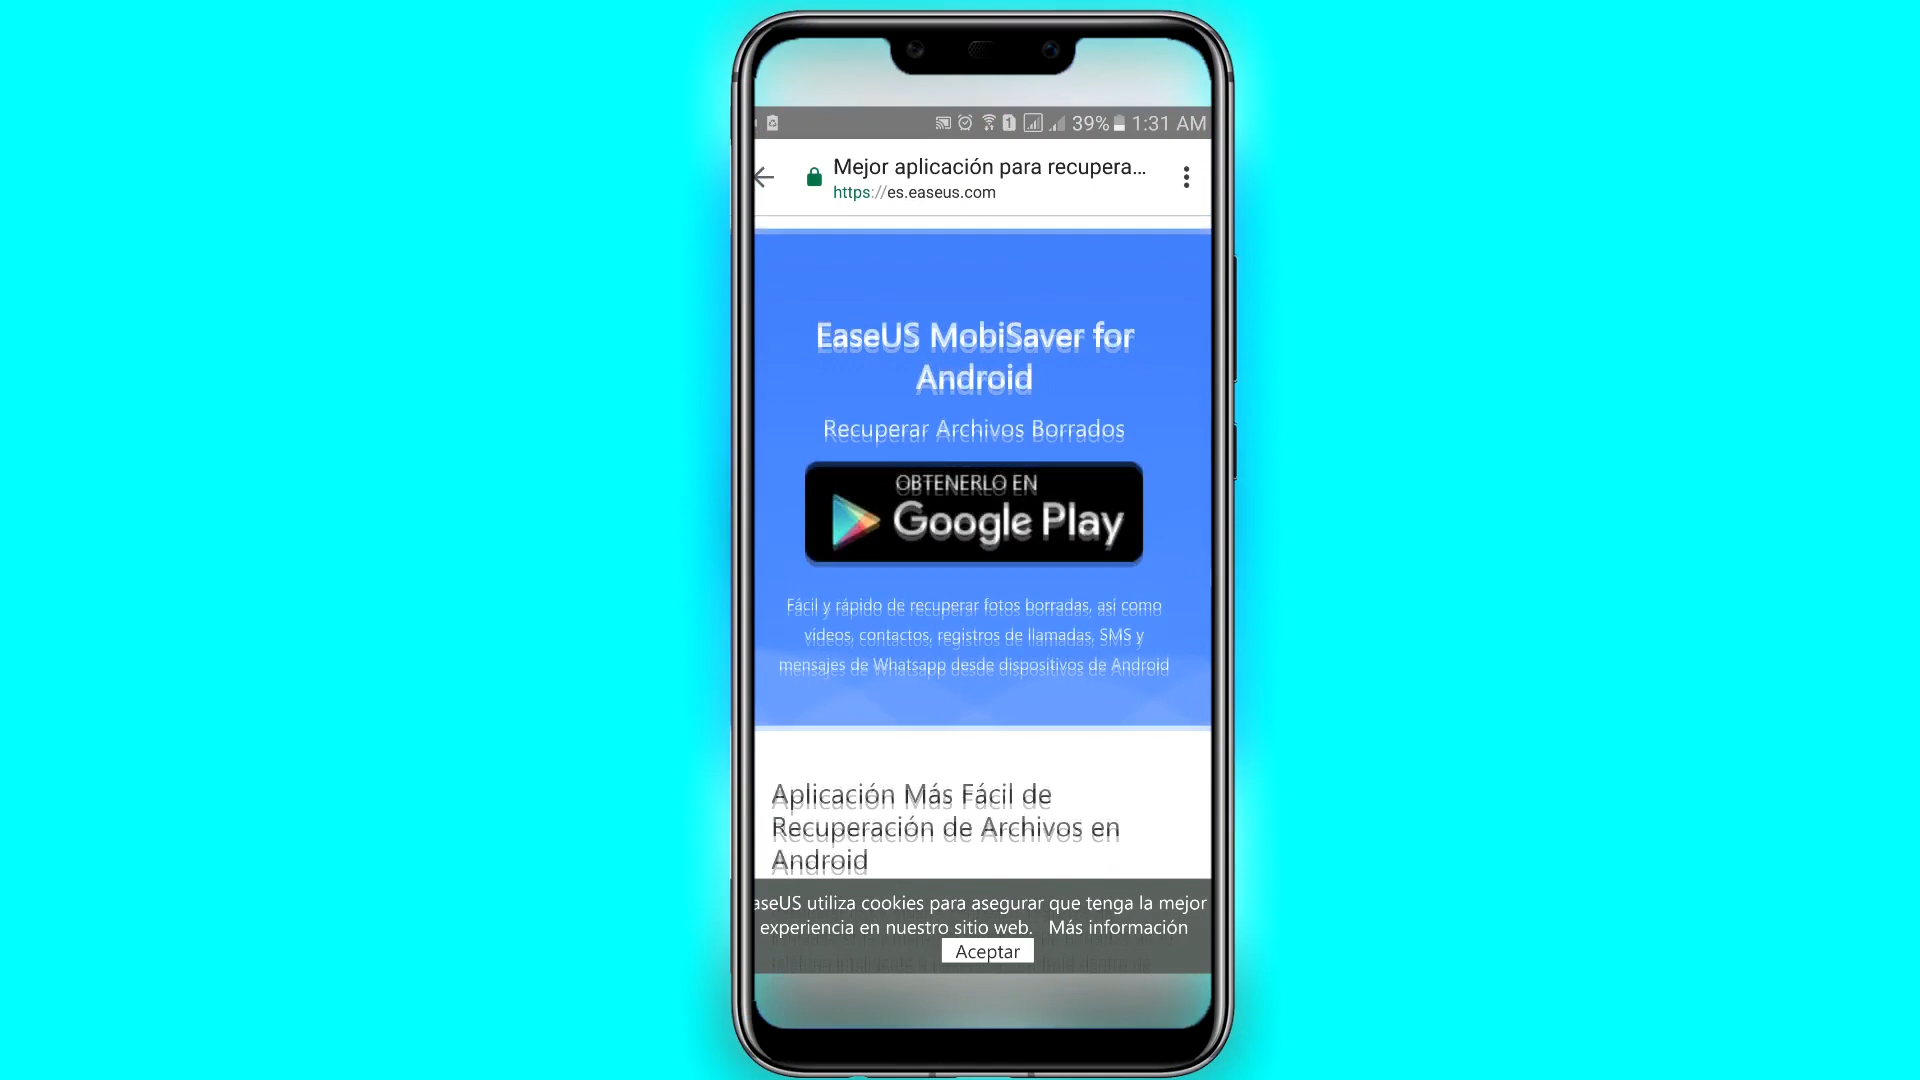 1 39% 1:31 AM
Mejor aplicación para recupera...
https://es.easeus.com
EaseUS MobiSaver for
Android
Recuperar Archivos Borrados
OBTENERLO EN
Google Play
Fácil y rápido de recuperar fotos borradas, así como
videos, contactos, registros de llamadas, SMS y
mensajes de Whatsapp desde dispositivos de Android
Aplicación Más Fácil de
Recuperación de Archivos en
Android
aseUS utiliza cookies para asegurar que tenga la mejor
experiencia en nuestro sitio web. Más información
Aceptar